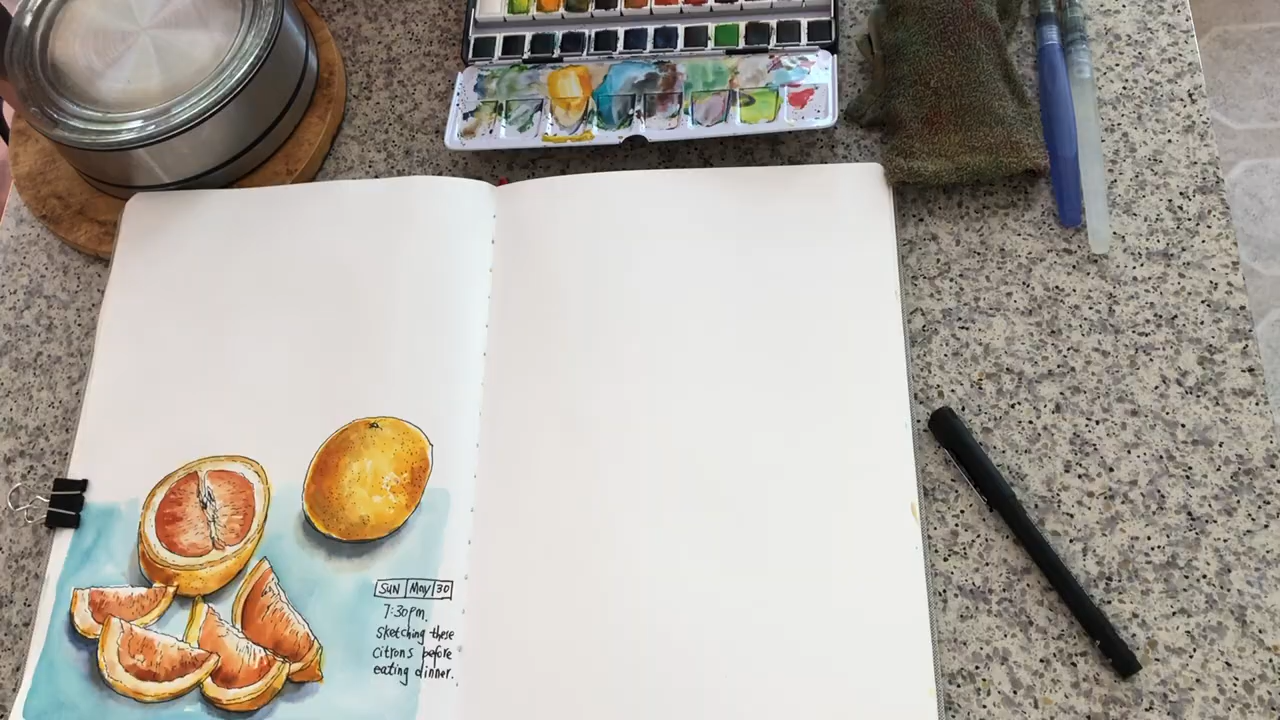 SUN May 30
7:30pm.
Sketching these
citrons before
eating dinner.